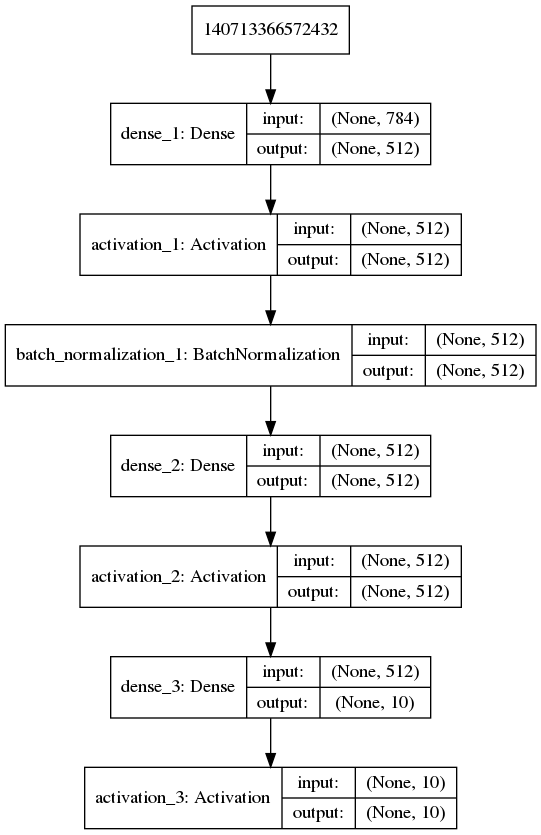 140713366572432
dense_1: Dense
input: (None, 784)
output: (None, 512)
activation_1: Activation
input: (None, 512)
output: (None, 512)
batch_normalization_1: BatchNormalization
input: (None, 512)
output: (None, 512)
dense_2: Dense
input: (None, 512)
output: (None, 512)
activation_2: Activation
input: (None, 512)
output: (None, 512)
dense_3: Dense
input: (None, 512)
output: (None, 10)
activation_3: Activation
input: (None, 10)
output: (None, 10)